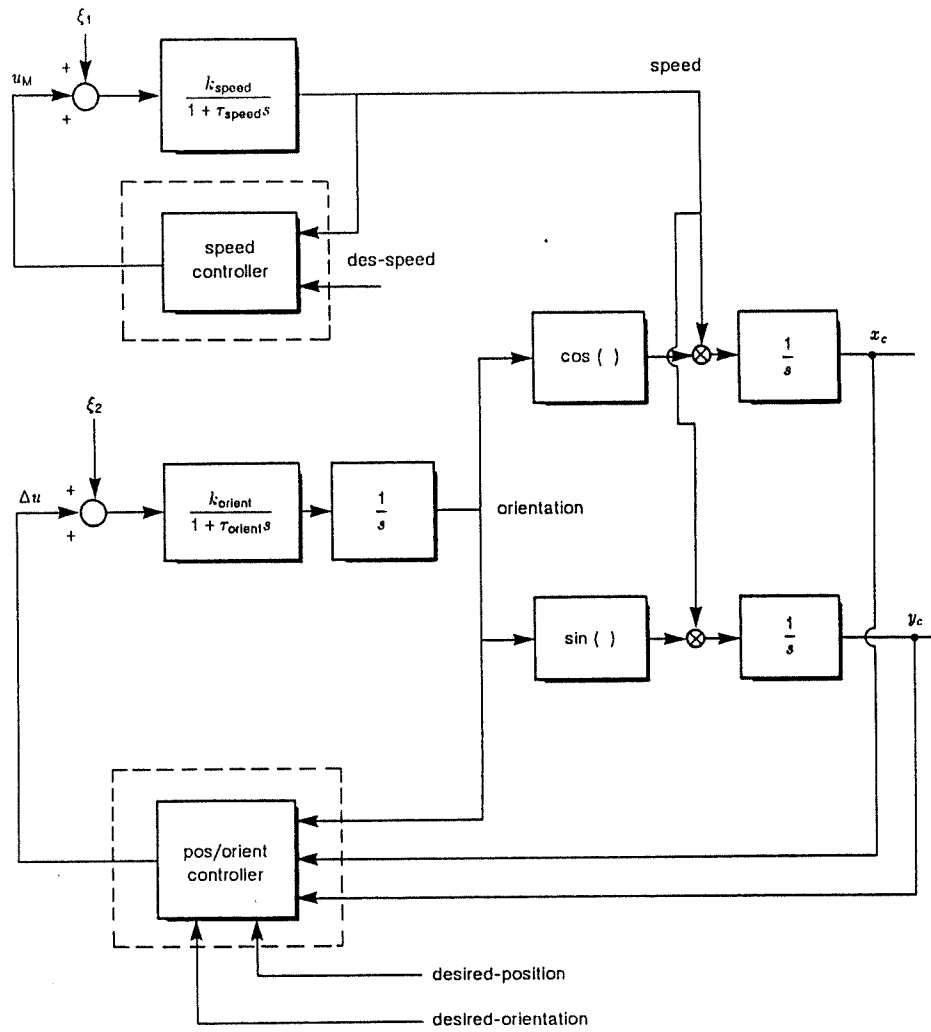 ξ₁
u_M
+
+
k_speed
1 + τ_speed s
speed
speed
controller
des-speed
cos ( )
1
s
x_c
ξ₂
Δu
+
+
k_orient
1 + τ_orient s
1
s
orientation
sin ( )
1
s
y_c
pos/orient
controller
desired-position
desired-orientation